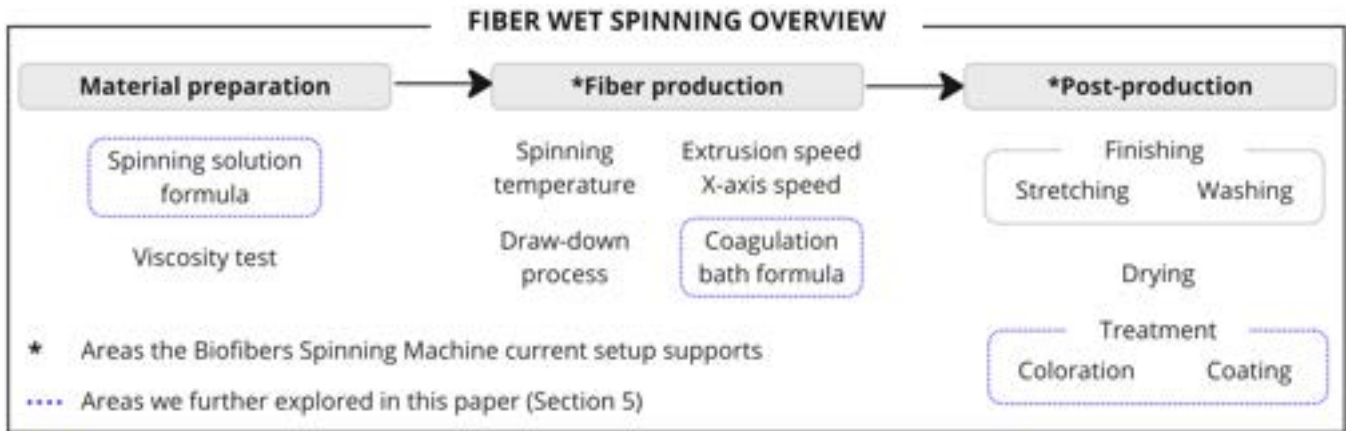 FIBER WET SPINNING OVERVIEW
Material preparation
Spinning solution
formula
Viscosity test
*Fiber production
Spinning
temperature
Extrusion speed
X-axis speed
Draw-down
process
Coagulation
bath formula
*Post-production
Finishing
Stretching Washing
Drying
Treatment
Coloration Coating
* Areas the Biofibers Spinning Machine current setup supports
Areas we further explored in this paper (Section 5)